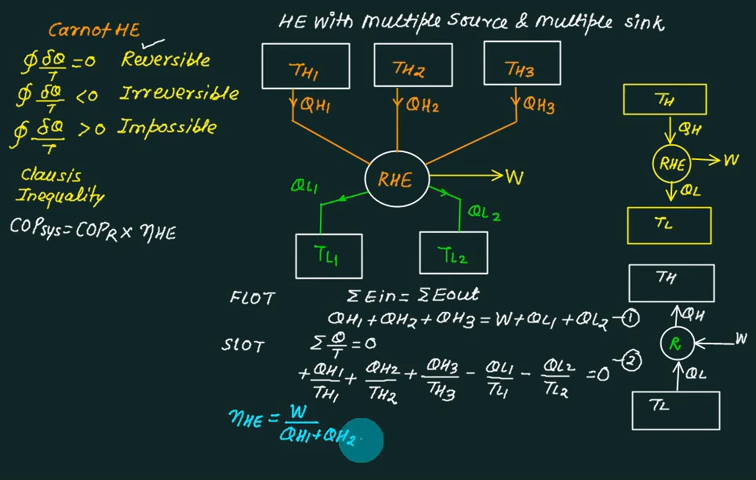 HE With multiple Source & multiple sink
Carnot HE
∮ δQ/T = 0 Reversible
∮ δQ/T < 0 Irreversible
∮ δQ/T > 0 Impossible
Clausis
Inequality
COPsys = COPR × ηHE
TH1 TH2 TH3
QH1 QH2 QH3
RHE W
QL1 QL2
TL1 TL2
TH
QH
RHE W
QL
TL
TH
QH
R W
QL
TL
FLOT ΣEin = ΣEout
QH1 + QH2 + QH3 = W + QL1 + QL2 —①
SLOT Σ Q/T = 0
+ QH1/TH1 + QH2/TH2 + QH3/TH3 − QL1/TL1 − QL2/TL2 = 0 —②
ηHE = W/QH1 + QH2